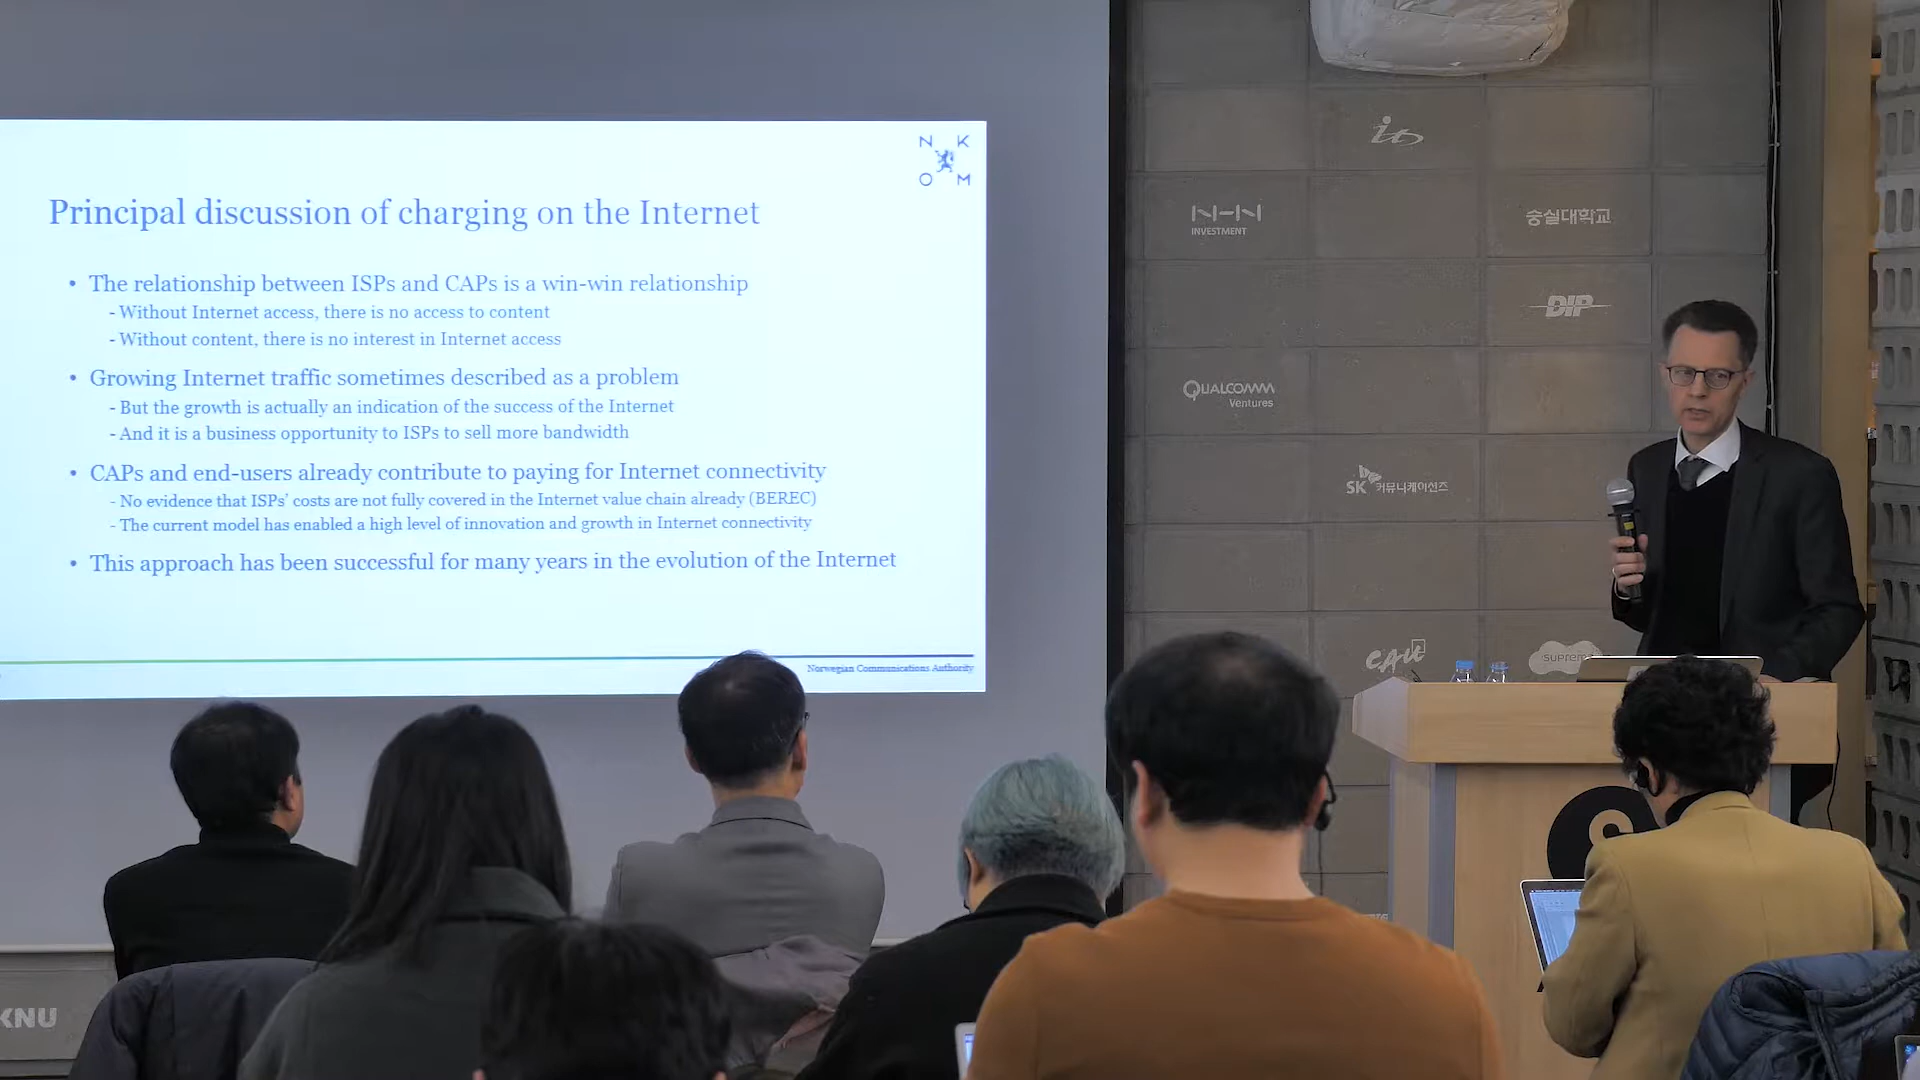 N K
O M
Principal discussion of charging on the Internet
• The relationship between ISPs and CAPs is a win-win relationship
- Without Internet access, there is no access to content
- Without content, there is no interest in Internet access
• Growing Internet traffic sometimes described as a problem
- But the growth is actually an indication of the success of the Internet
- And it is a business opportunity to ISPs to sell more bandwidth
• CAPs and end-users already contribute to paying for Internet connectivity
- No evidence that ISPs' costs are not fully covered in the Internet value chain already (BEREC)
- The current model has enabled a high level of innovation and growth in Internet connectivity
• This approach has been successful for many years in the evolution of the Internet
Norwegian Communications Authority
INVESTMENT
숭실대학교
DIP
QUALCOMM
Ventures
SK 커뮤니케이션즈
CAU
KNU